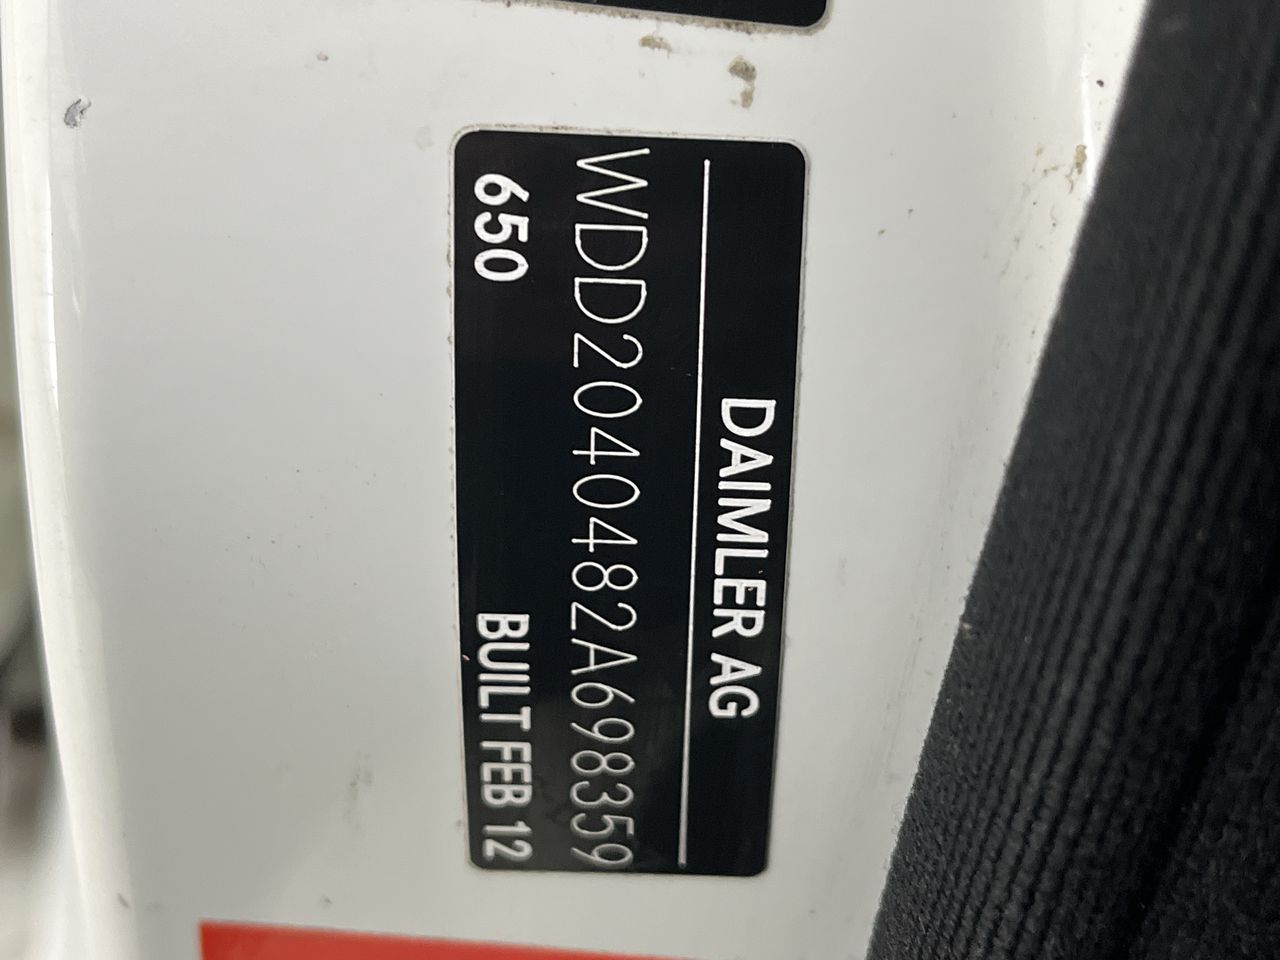 DAIMLER AG
WDD2040482A698359
650 BUILT FEB 12